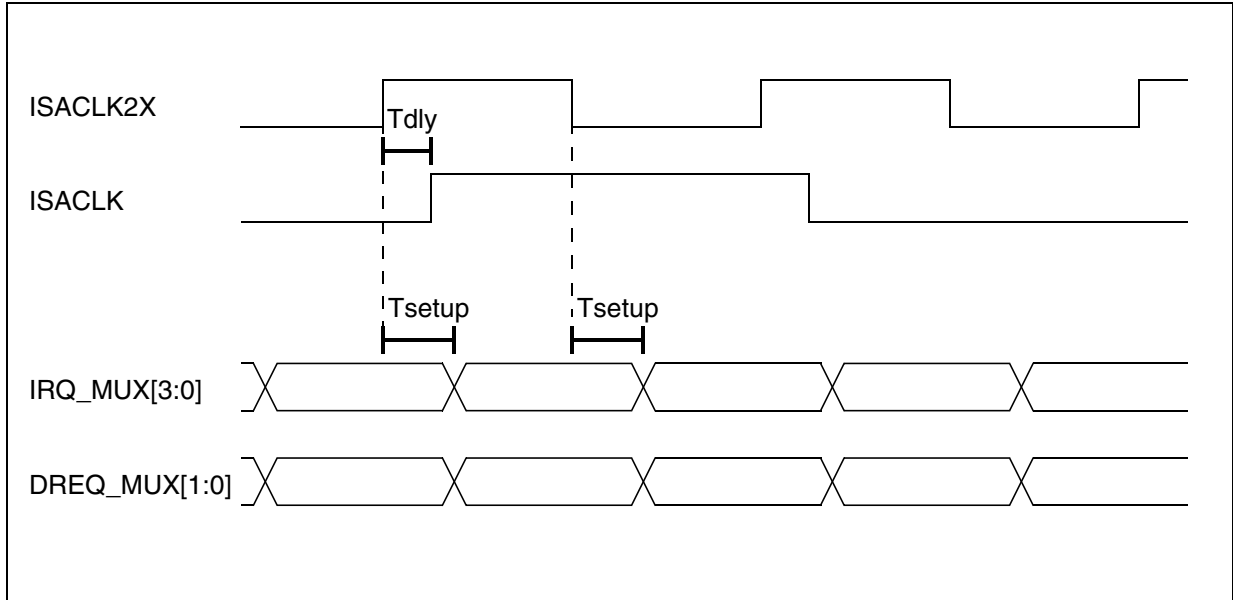 ISACLK2X
Tdly
ISACLK
Tsetup Tsetup
IRQ_MUX[3:0]
DREQ_MUX[1:0]